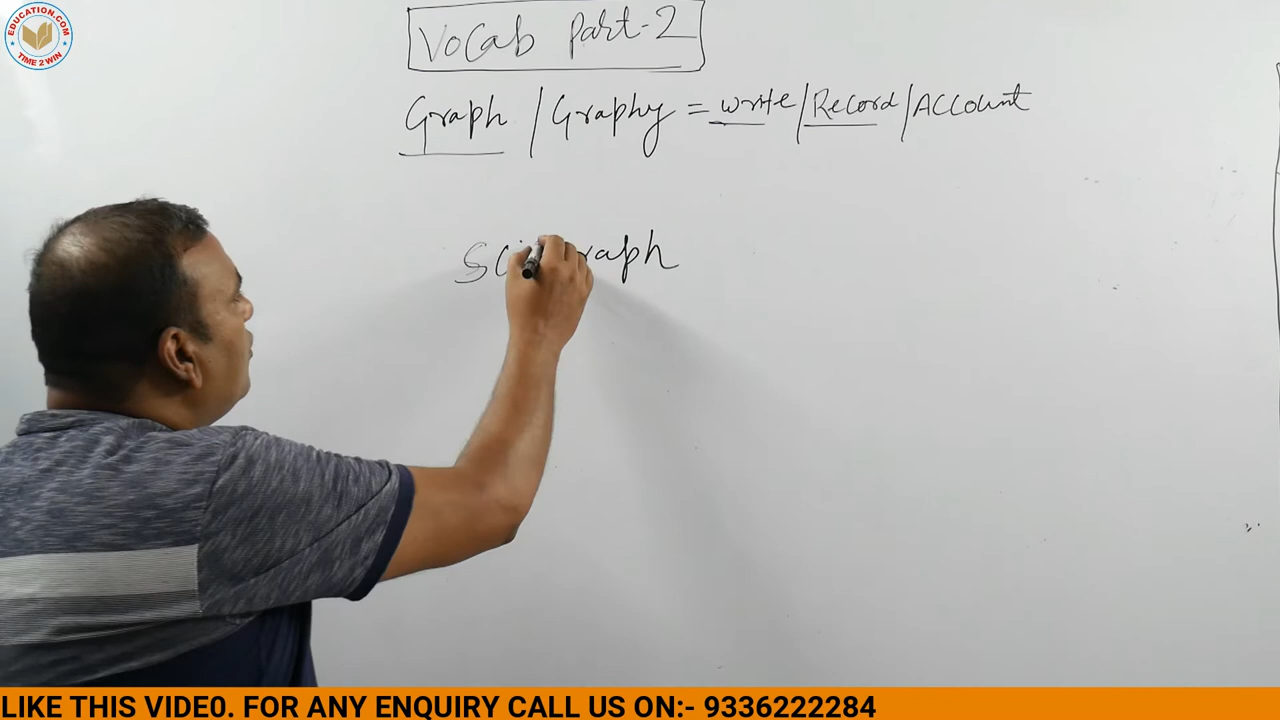 EDUCATION.COM
TIME 2 WIN
Vocab Part-2
Graph / Graphy = write / Record / Account
LIKE THIS VIDE0. FOR ANY ENQUIRY CALL US ON:- 9336222284